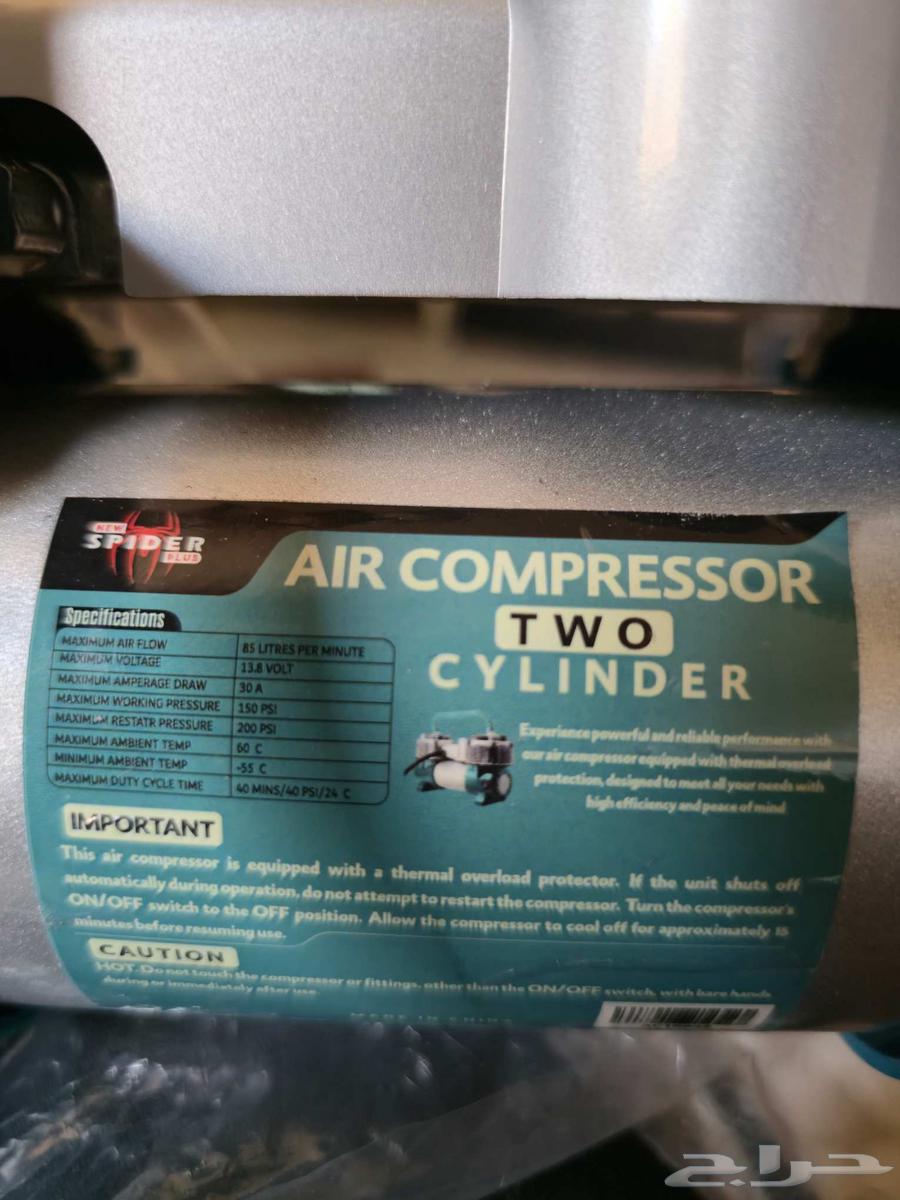 NEW
SPIDER
PLUS
AIR COMPRESSOR
TWO
CYLINDER
Specifications
MAXIMUM AIR FLOW 85 LITRES PER MINUTE
MAXIMUM VOLTAGE 13.8 VOLT
MAXIMUM AMPERAGE DRAW 30 A
MAXIMUM WORKING PRESSURE 150 PSI
MAXIMUM RESTATR PRESSURE 200 PSI
MAXIMUM AMBIENT TEMP 60 C
MINIMUM AMBIENT TEMP -55 C
MAXIMUM DUTY CYCLE TIME 40 MINS/40 PSI/24 C
Experience powerful and reliable performance with
our air compressor equipped with thermal overload
protection, designed to meet all your needs with
high efficiency and peace of mind
IMPORTANT
This air compressor is equipped with a thermal overload protector. If the unit shuts off
automatically during operation, do not attempt to restart the compressor. Turn the compressor's
ON/OFF switch to the OFF position. Allow the compressor to cool off for approximately 15
minutes before resuming use.
CAUTION
HOT. Do not touch the compressor or fittings, other than the ON/OFF switch, with bare hands
during or immediately after use.
MADE IN CHINA
حراج